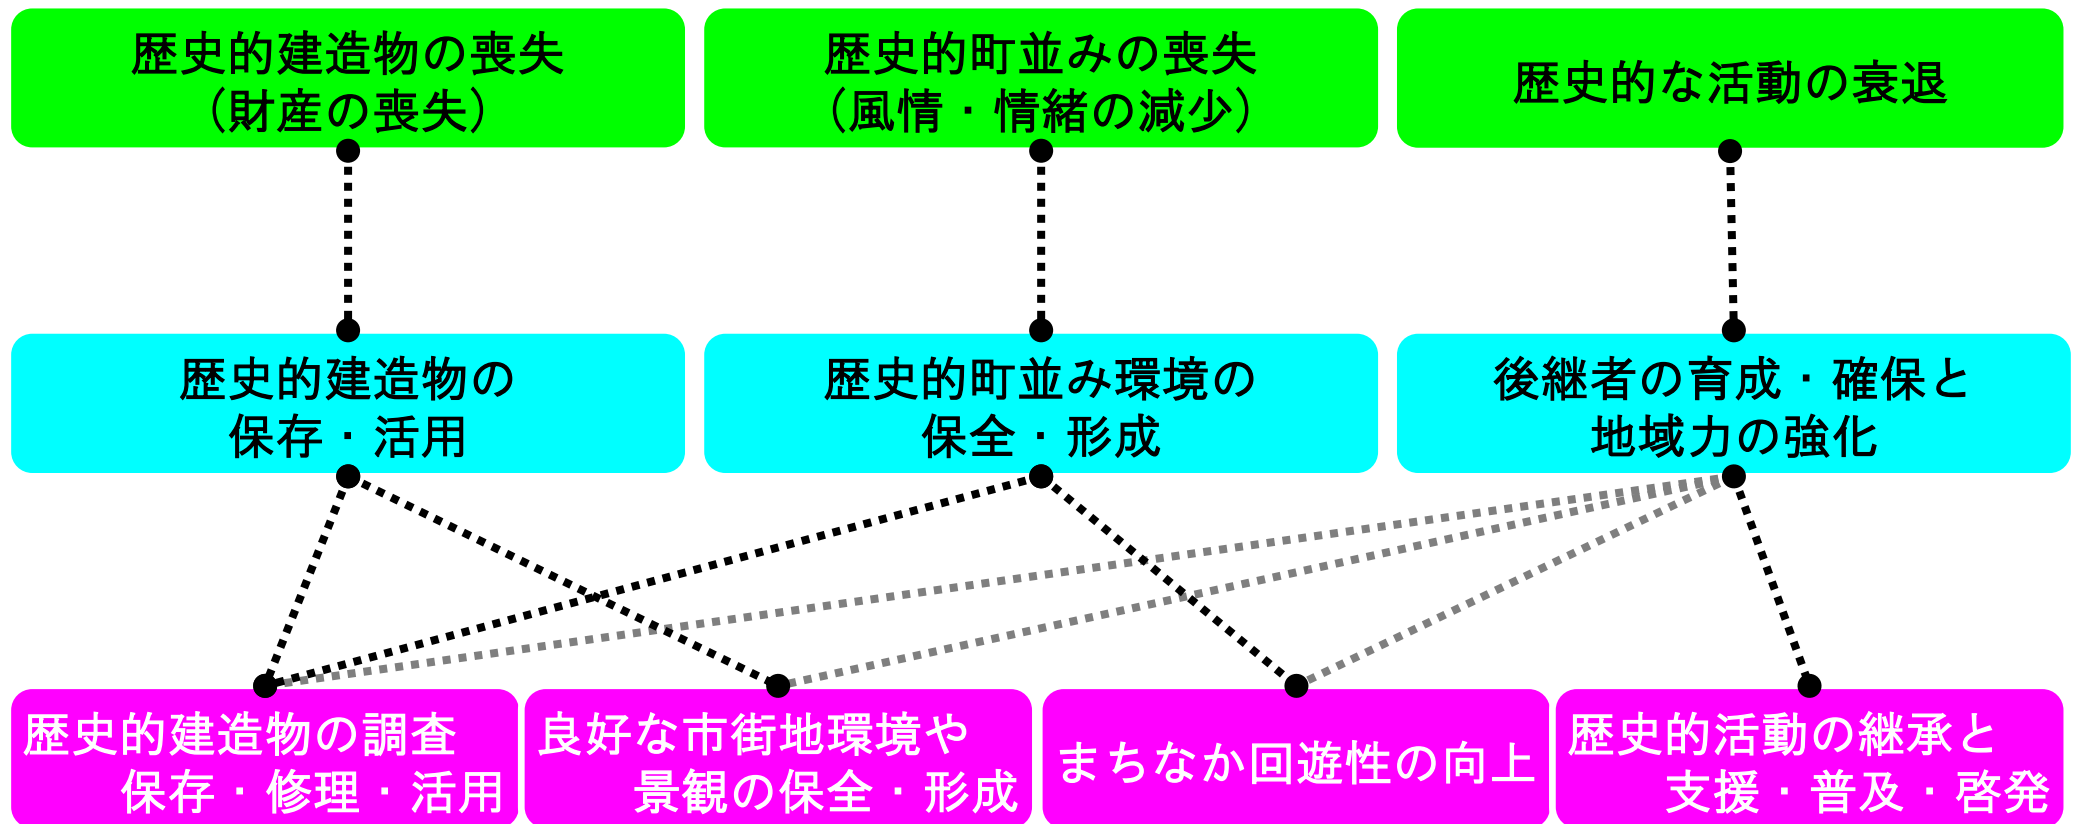 歴史的建造物の喪失
（財産の喪失）
歴史的町並みの喪失
（風情・情緒の減少）
歴史的な活動の衰退
歴史的建造物の
保存・活用
歴史的町並み環境の
保全・形成
後継者の育成・確保と
地域力の強化
歴史的建造物の調査
保存・修理・活用
良好な市街地環境や
景観の保全・形成
まちなか回遊性の向上
歴史的活動の継承と
支援・普及・啓発